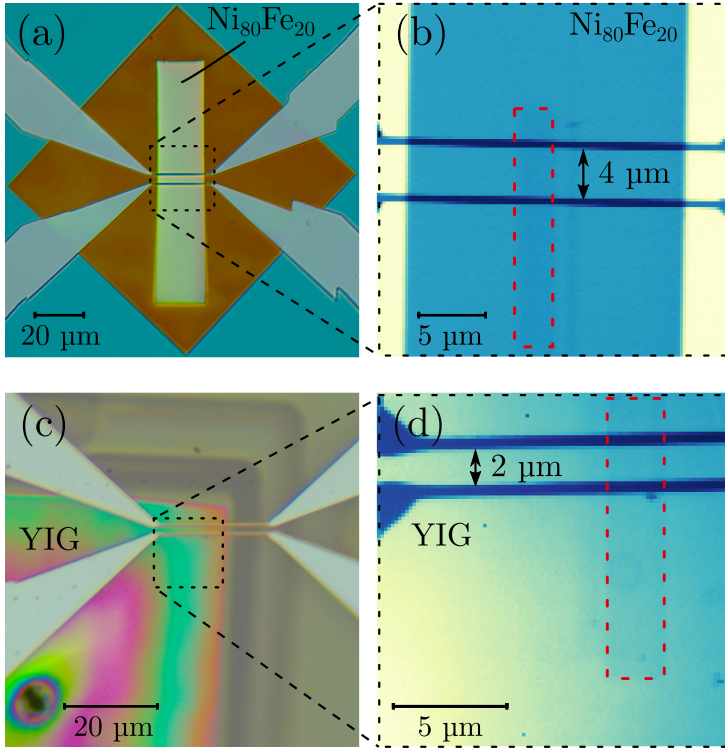 (a)
Ni₈₀Fe₂₀
20 µm
(b)
Ni₈₀Fe₂₀
4 µm
5 µm
(c)
YIG
20 µm
(d)
2 µm
YIG
5 µm